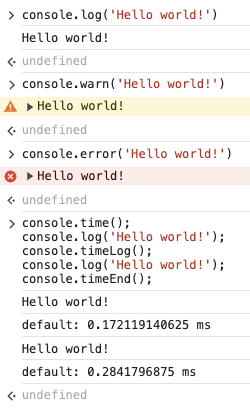 > console.log('Hello world!')
Hello world!
undefined
> console.warn('Hello world!')
Hello world!
undefined
> console.error('Hello world!')
Hello world!
undefined
> console.time();
console.log('Hello world!');
console.timeLog();
console.log('Hello world!');
console.timeEnd();
Hello world!
default: 0.172119140625 ms
Hello world!
default: 0.2841796875 ms
undefined